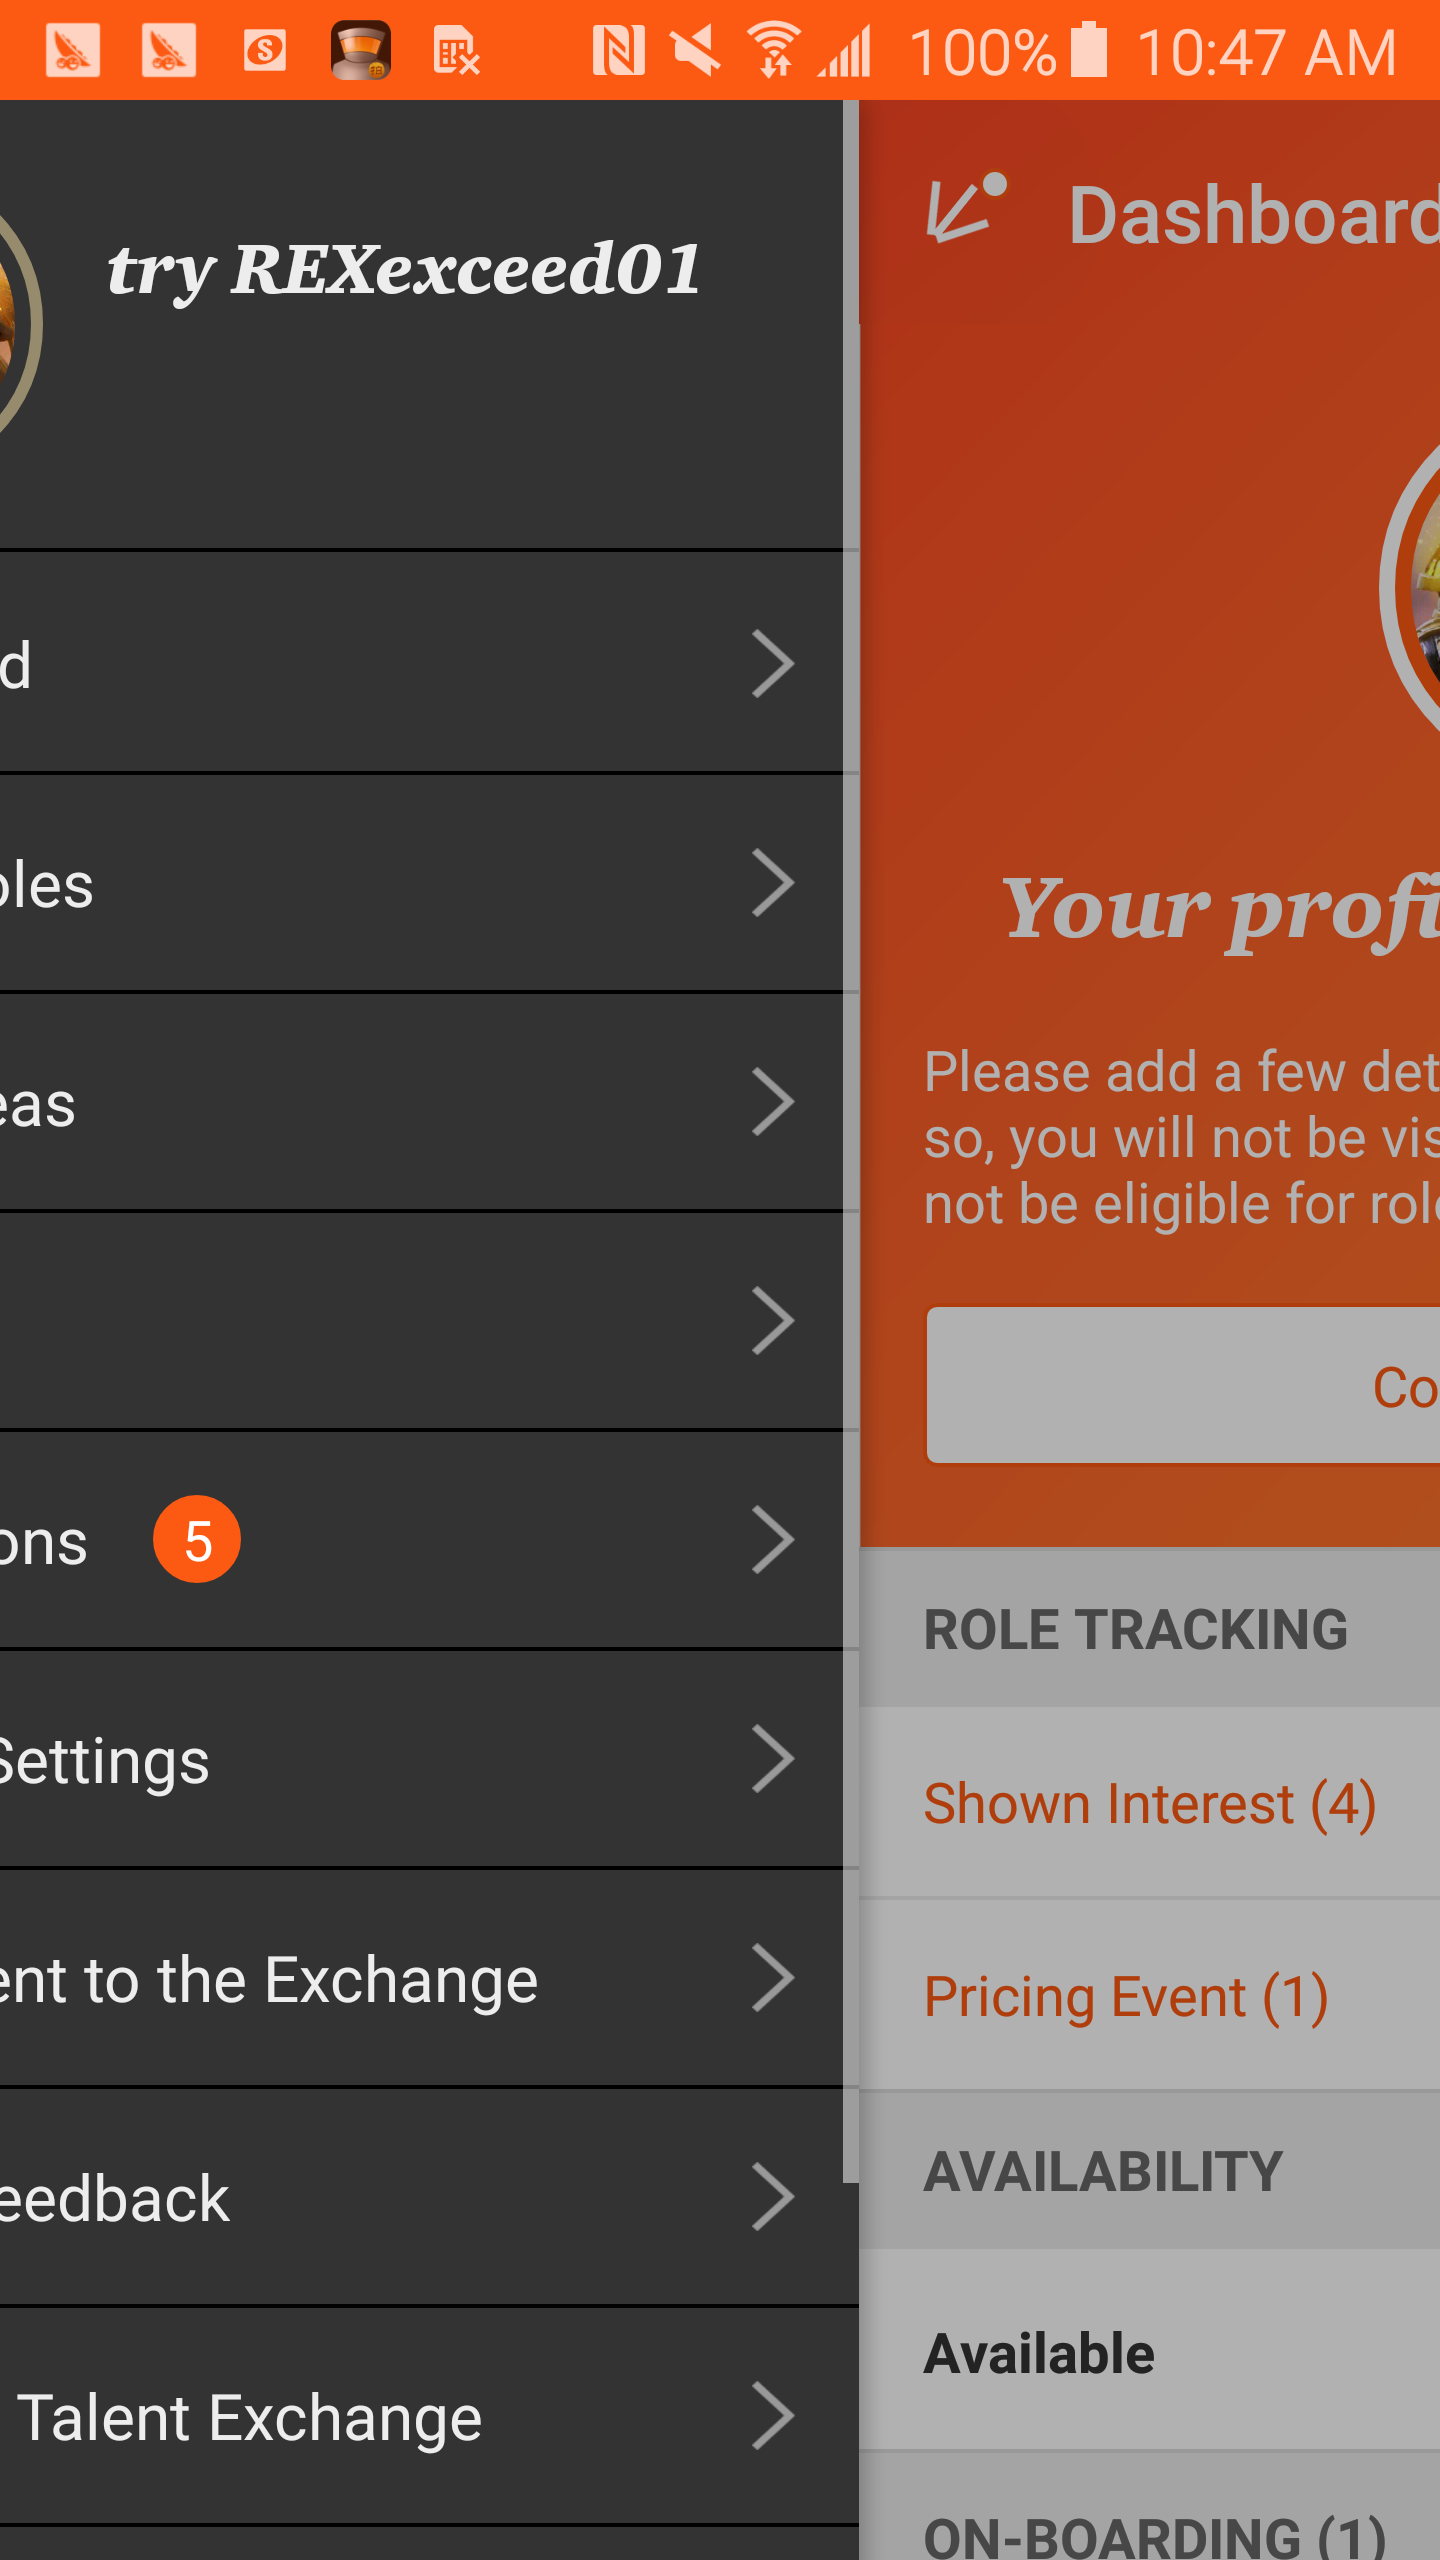 100% 10:47 AM
try REXexceed01
d
oles
eas
ons 5
Settings
ent to the Exchange
eedback
Talent Exchange
Dashboard
Your profi
Please add a few det
so, you will not be vis
not be eligible for role
Co
ROLE TRACKING
Shown Interest (4)
Pricing Event (1)
AVAILABILITY
Available
ON-BOARDING (1)